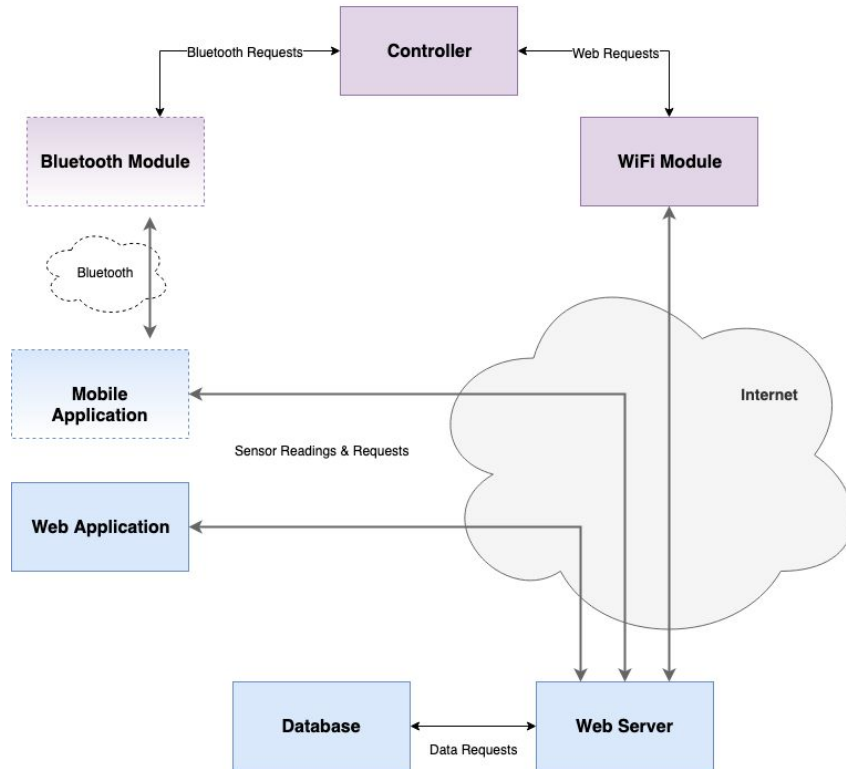 Controller
Bluetooth Requests
Web Requests
Bluetooth Module
WiFi Module
Bluetooth
Mobile
Application
Internet
Sensor Readings & Requests
Web Application
Database
Web Server
Data Requests